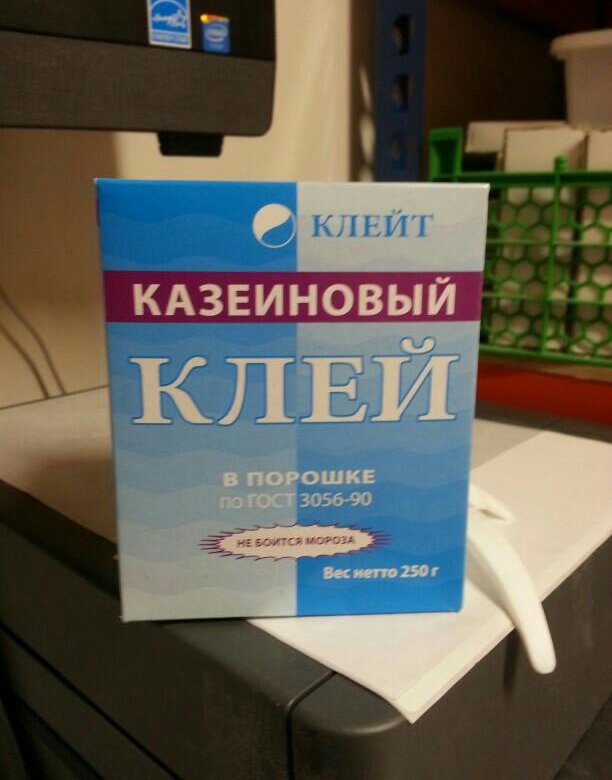 КЛЕЙТ
КАЗЕИНОВЫЙ
КЛЕЙ
В ПОРОШКЕ
по ГОСТ 3056-90
НЕ БОИТСЯ МОРОЗА
Вес нетто 250 г